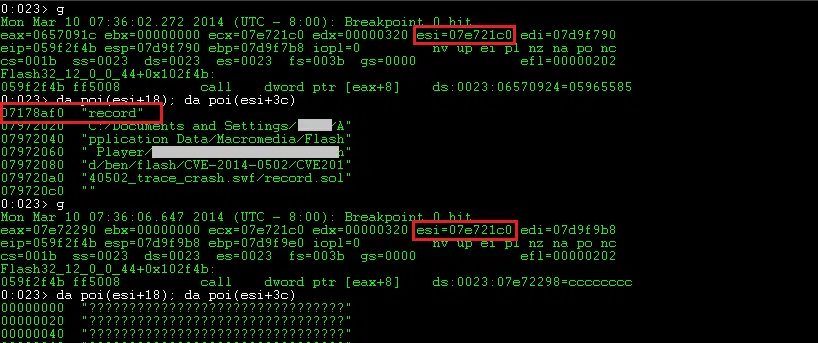 0:023> g
Mon Mar 10 07:36:02.272 2014 (UTC - 8:00): Breakpoint 0 hit
eax=0657091c ebx=00000000 ecx=07e721c0 edx=00000320 esi=07e721c0 edi=07d9f790
eip=059f2f4b esp=07d9f790 ebp=07d9f7b8 iopl=0         nv up ei pl nz na po nc
cs=001b  ss=0023  ds=0023  es=0023  fs=003b  gs=0000             efl=00000202
Flash32_12_0_0_44+0x102f4b:
059f2f4b ff5008          call    dword ptr [eax+8]    ds:0023:06570924=05965585
0:023> da poi(esi+18); da poi(esi+3c)
07178af0  "record"
07972020  "C:/Documents and Settings/ /A"
07972040  "pplication Data/Macromedia/Flash"
07972060  " Player/ n"
07972080  "d/ben/flash/CVE-2014-0502/CVE201"
079720a0  "40502_trace_crash.swf/record.sol"
079720c0  ""
0:023> g
Mon Mar 10 07:36:06.647 2014 (UTC - 8:00): Breakpoint 0 hit
eax=07e72290 ebx=00000000 ecx=07e721c0 edx=00000320 esi=07e721c0 edi=07d9f9b8
eip=059f2f4b esp=07d9f9b8 ebp=07d9f9e0 iopl=0         nv up ei pl nz na po nc
cs=001b  ss=0023  ds=0023  es=0023  fs=003b  gs=0000             efl=00000202
Flash32_12_0_0_44+0x102f4b:
059f2f4b ff5008          call    dword ptr [eax+8]    ds:0023:07e72298=cccccccc
0:023> da poi(esi+18); da poi(esi+3c)
00000000  "????????????????????????????????"
00000020  "????????????????????????????????"
00000040  "????????????????????????????????"